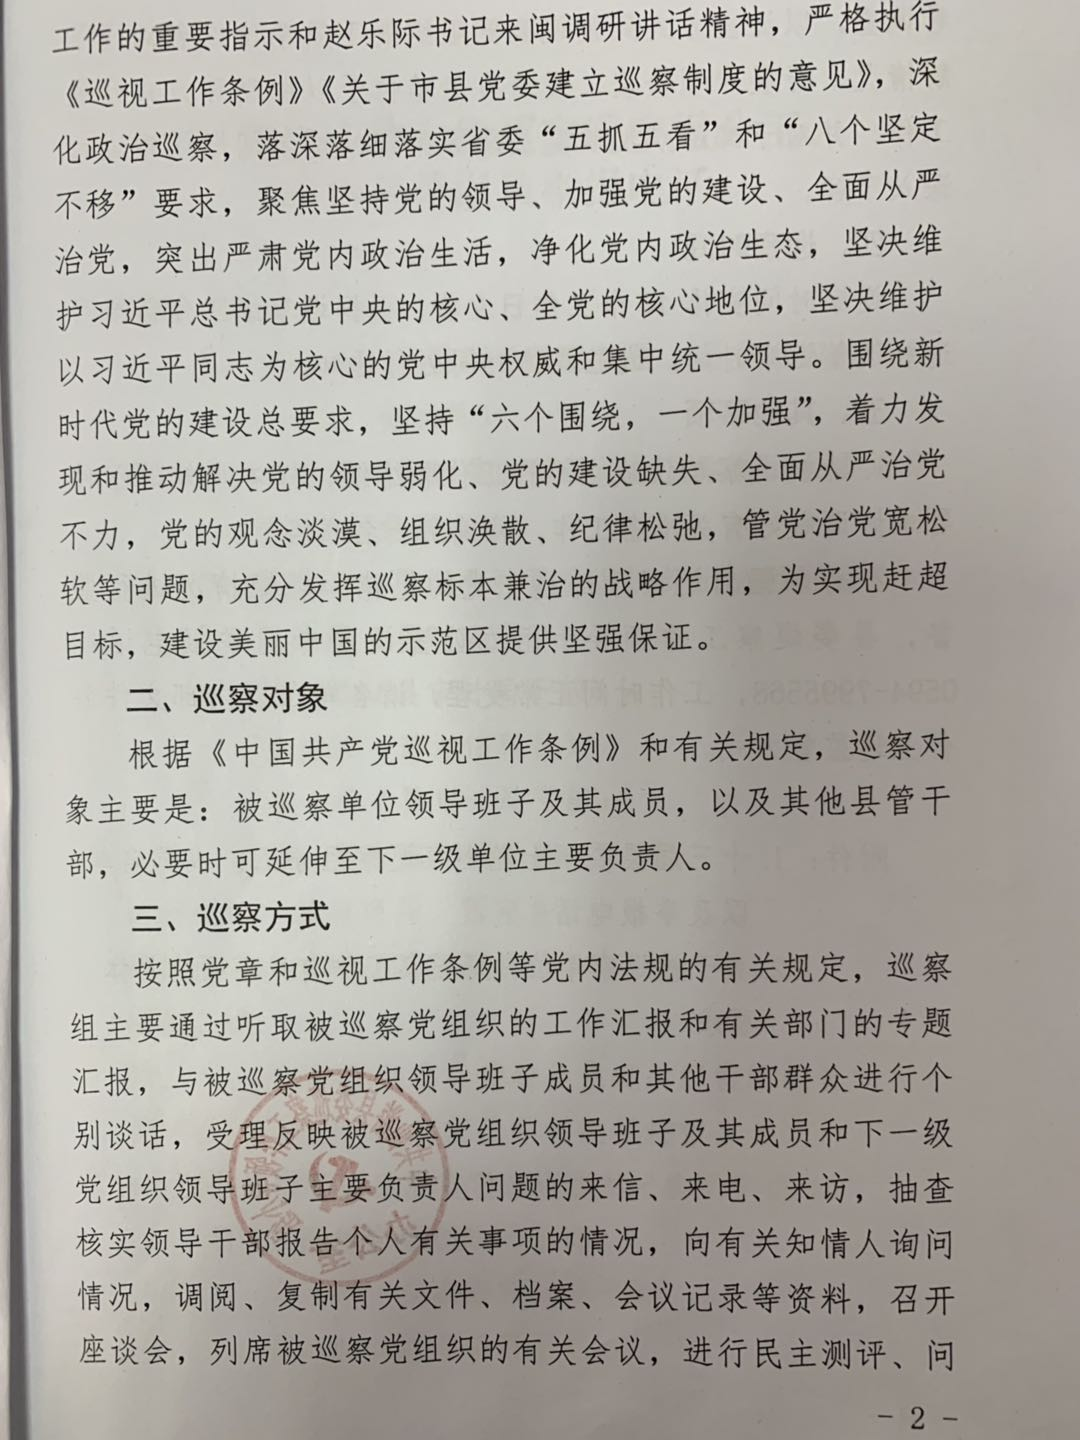 工作的重要指示和赵乐际书记来闽调研讲话精神，严格执行
《巡视工作条例》《关于市县党委建立巡察制度的意见》，深
化政治巡察，落深落细落实省委“五抓五看”和“八个坚定
不移”要求，聚焦坚持党的领导、加强党的建设、全面从严
治党，突出严肃党内政治生活，净化党内政治生态，坚决维
护习近平总书记党中央的核心、全党的核心地位，坚决维护
以习近平同志为核心的党中央权威和集中统一领导。围绕新
时代党的建设总要求，坚持“六个围绕，一个加强”，着力发
现和推动解决党的领导弱化、党的建设缺失、全面从严治党
不力，党的观念淡漠、组织涣散、纪律松弛，管党治党宽松
软等问题，充分发挥巡察标本兼治的战略作用，为实现赶超
目标，建设美丽中国的示范区提供坚强保证。
二、巡察对象
根据《中国共产党巡视工作条例》和有关规定，巡察对
象主要是：被巡察单位领导班子及其成员，以及其他县管干
部，必要时可延伸至下一级单位主要负责人。
三、巡察方式
按照党章和巡视工作条例等党内法规的有关规定，巡察
组主要通过听取被巡察党组织的工作汇报和有关部门的专题
汇报，与被巡察党组织领导班子成员和其他干部群众进行个
别谈话，受理反映被巡察党组织领导班子及其成员和下一级
党组织领导班子主要负责人问题的来信、来电、来访，抽查
核实领导干部报告个人有关事项的情况，向有关知情人询问
情况，调阅、复制有关文件、档案、会议记录等资料，召开
座谈会，列席被巡察党组织的有关会议，进行民主测评、问
- 2 -